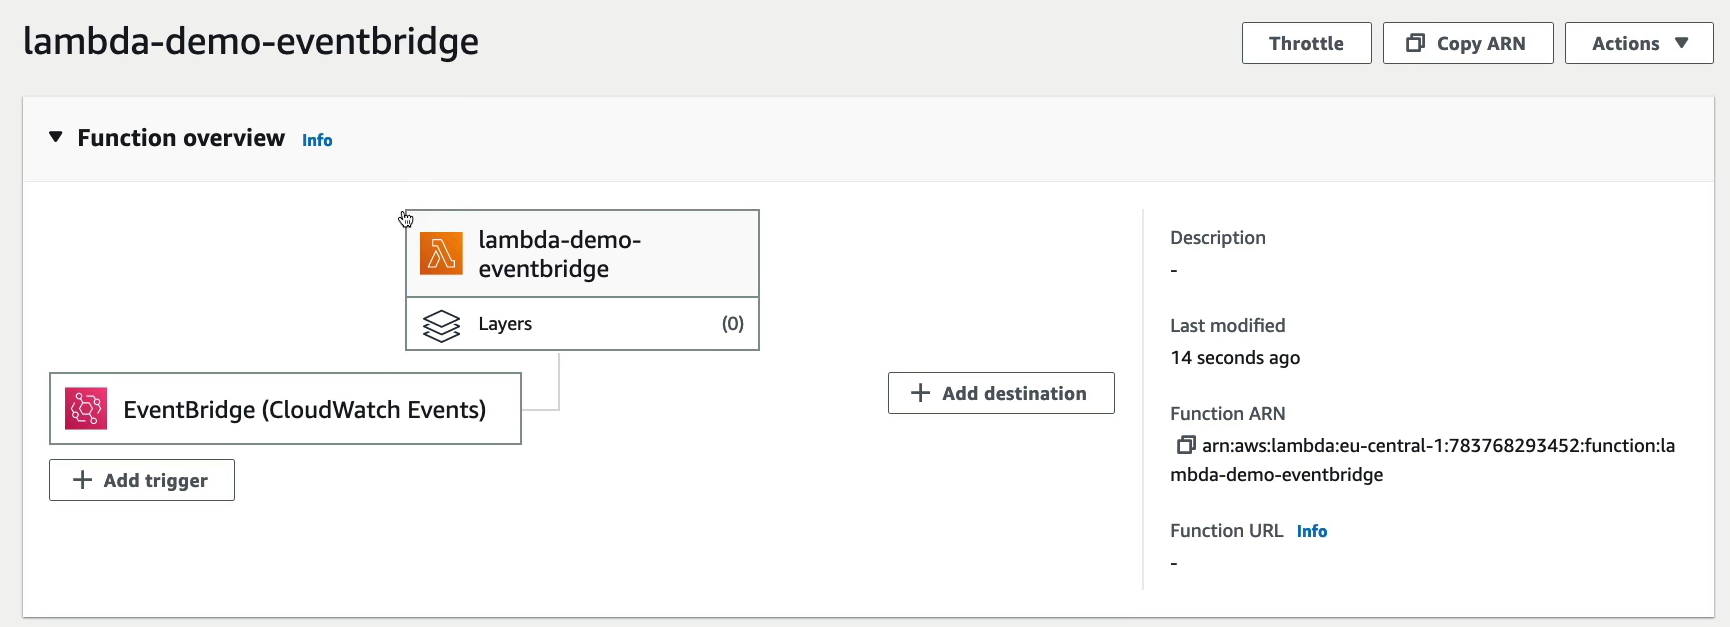 lambda-demo-eventbridge
Throttle
Copy ARN
Actions
Function overview Info
lambda-demo-
eventbridge
Layers (0)
EventBridge (CloudWatch Events)
Add trigger
Add destination
Description
-
Last modified
14 seconds ago
Function ARN
arn:aws:lambda:eu-central-1:783768293452:function:la
mbda-demo-eventbridge
Function URL Info
-